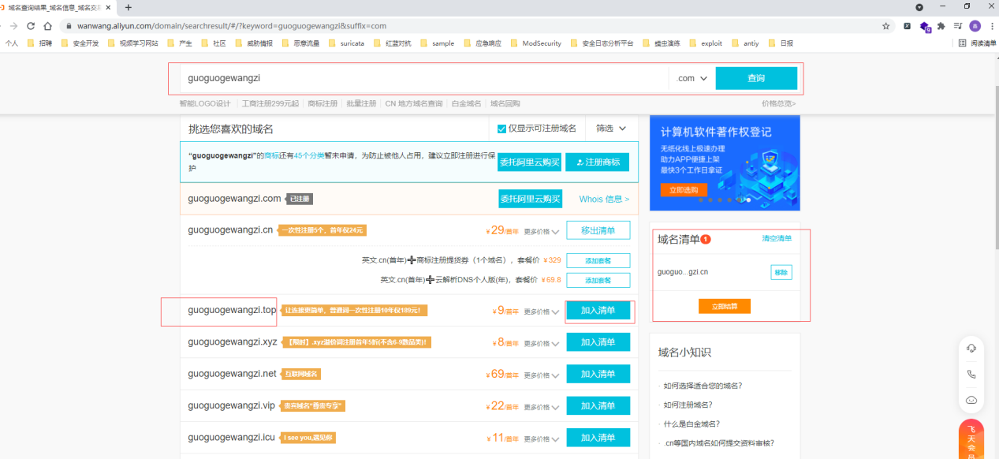 域名查询结果_域名信息_域名交
wanwang.aliyun.com/domain/searchresult/#/?keyword=guoguogewangzi&suffix=com
个人 招聘 安全开发 视频学习网站 产生 社区 威胁情报 恶意流量 suricata 红蓝对抗 sample 应急响应 ModSecurity 安全日志分析平台 蠕虫演练 exploit antiy 日报 阅读清单
guoguogewangzi .com 查询
智能LOGO设计 工商注册299元起 商标注册 批量注册 CN 地方域名查询 白金域名 域名回购 价格总览>
挑选您喜欢的域名 仅显示可注册域名 筛选
“guoguogewangzi”的商标还有45个分类暂未申请，为防止被他人占用，建议立即注册进行保
护
委托阿里云购买 注册商标
guoguogewangzi.com 已注册 委托阿里云购买 Whois 信息 >
guoguogewangzi.cn 一次性注册5个，首年仅24元 ¥29/首年 更多价格 移出清单
英文.cn(首年)+商标注册提货券（1个域名），套餐价 ¥329 添加套餐
英文.cn(首年)+云解析DNS个人版(年)，套餐价 ¥69.8 添加套餐
guoguogewangzi.top 让连接更简单，普通词一次性注册10年仅189元！ ¥9/首年 更多价格 加入清单
guoguogewangzi.xyz 【限时】.xyz溢价词注册首年5折(不含6-9数品类)! ¥8/首年 更多价格 加入清单
guoguogewangzi.net 互联网域名 ¥69/首年 更多价格 加入清单
guoguogewangzi.vip 贵宾域名“尊贵专享” ¥22/首年 更多价格 加入清单
guoguogewangzi.icu I see you,遇见你 ¥11/首年 更多价格 加入清单
计算机软件著作权登记
无纸化线上极速办理
助力APP便捷上架
最快3个工作日拿证
立即选购
域名清单 1 清空清单
guoguo...gzi.cn 移除
立即结算
域名小知识
· 如何选择适合您的域名?
· 如何注册域名?
· 什么是白金域名?
· .cn等国内域名如何提交资料审核?
飞
天
会
员